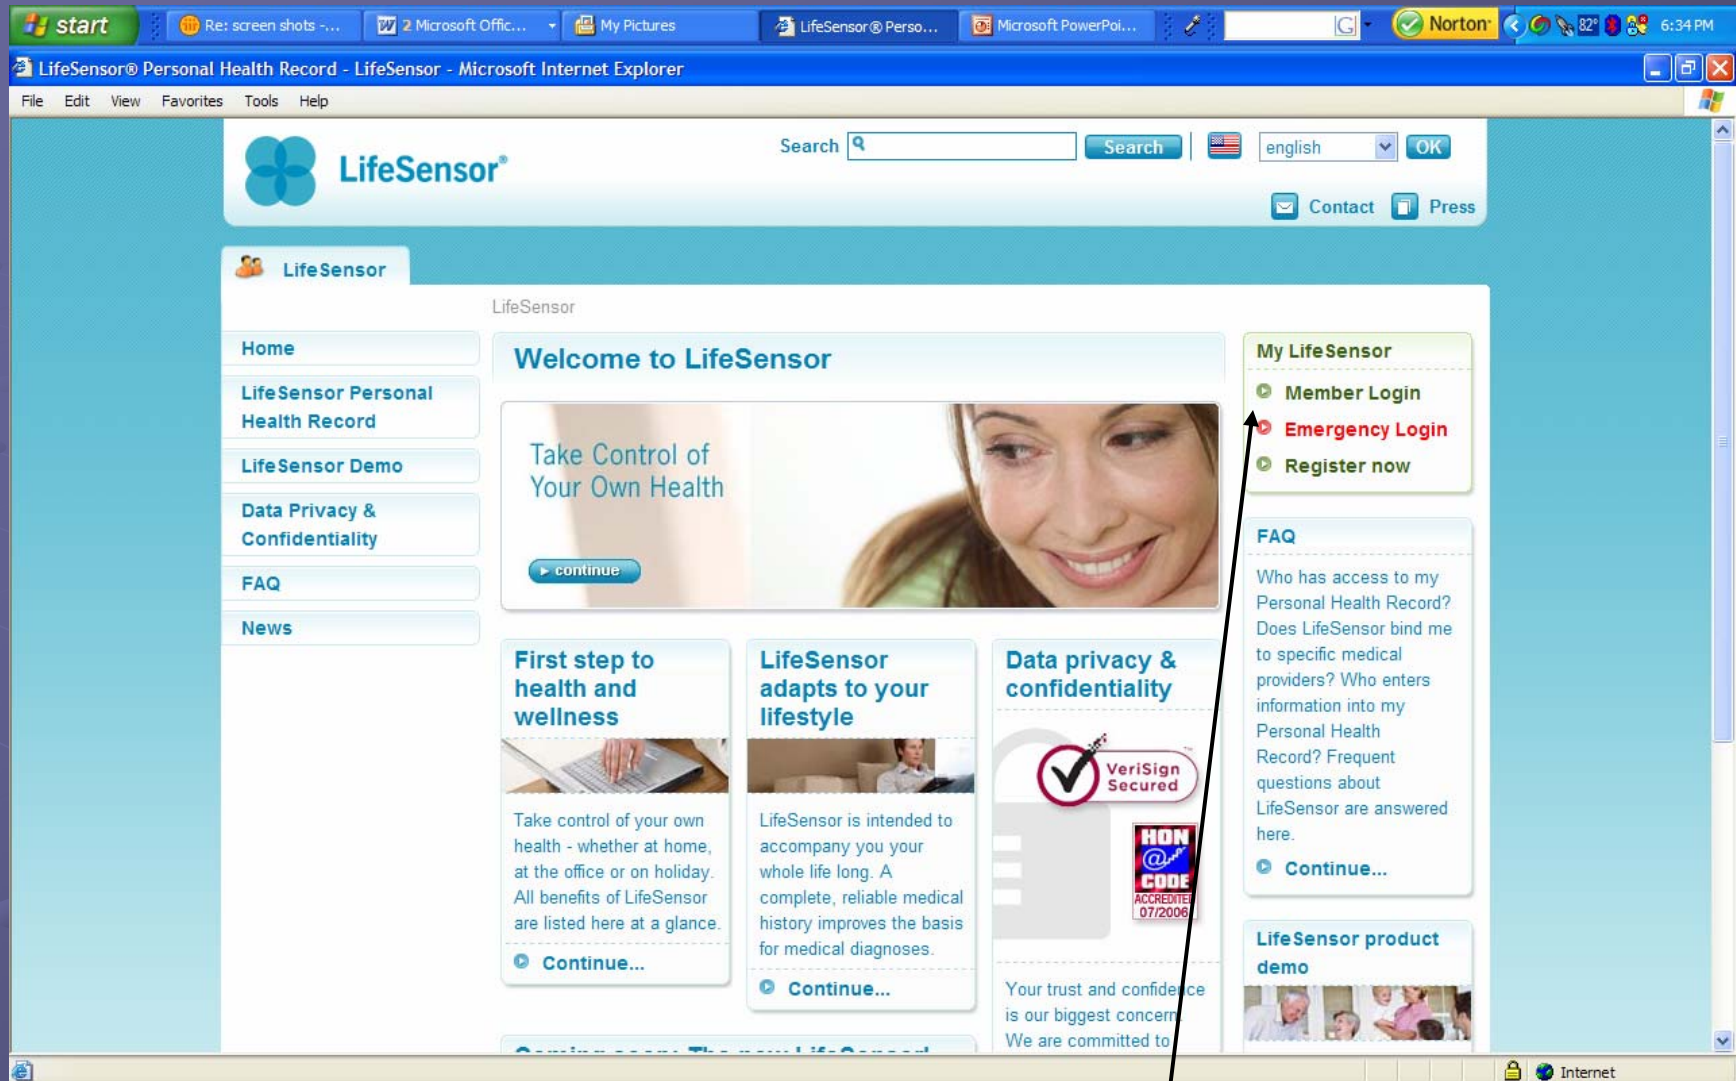 start
Re: screen shots -...
2 Microsoft Offic...
My Pictures
LifeSensor® Perso...
Microsoft PowerPoi...
G
Norton
82°
6:34 PM
LifeSensor® Personal Health Record - LifeSensor - Microsoft Internet Explorer
File Edit View Favorites Tools Help
LifeSensor®
Search
Search
english
OK
Contact
Press
LifeSensor
LifeSensor
Home
LifeSensor Personal
Health Record
LifeSensor Demo
Data Privacy &
Confidentiality
FAQ
News
Welcome to LifeSensor
Take Control of
Your Own Health
continue
First step to
health and
wellness
Take control of your own
health - whether at home,
at the office or on holiday.
All benefits of LifeSensor
are listed here at a glance.
Continue...
LifeSensor
adapts to your
lifestyle
LifeSensor is intended to
accompany you your
whole life long. A
complete, reliable medical
history improves the basis
for medical diagnoses.
Continue...
Data privacy &
confidentiality
VeriSign
Secured
HON
@
CODE
ACCREDITED
07/2006
Your trust and confidence
is our biggest concern.
We are committed to
Coming soon: The new LifeSensor!
My LifeSensor
Member Login
Emergency Login
Register now
FAQ
Who has access to my
Personal Health Record?
Does LifeSensor bind me
to specific medical
providers? Who enters
information into my
Personal Health
Record? Frequent
questions about
LifeSensor are answered
here.
Continue...
LifeSensor product
demo
Internet